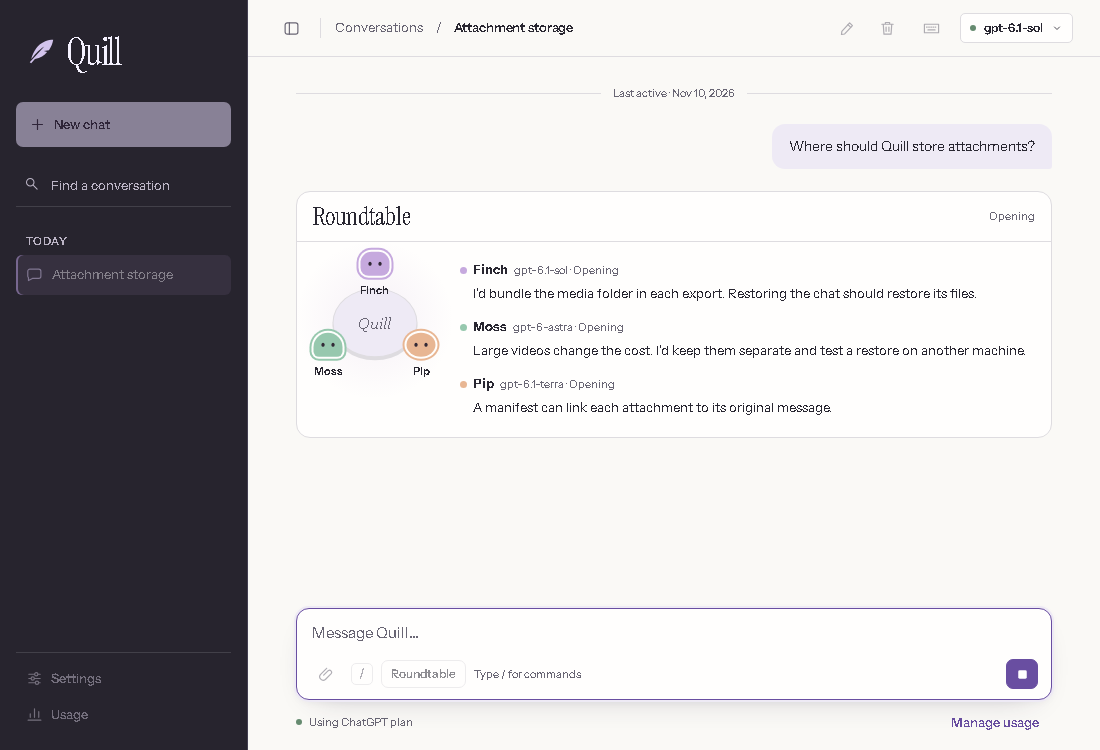 Quill
New chat
Find a conversation
TODAY
Attachment storage
Settings
Usage
Conversations / Attachment storage
gpt-6.1-sol
Last active · Nov 10, 2026
Where should Quill store attachments?
Roundtable
Opening
Finch
Quill
Moss
Pip
Finch gpt-6.1-sol · Opening
I'd bundle the media folder in each export. Restoring the chat should restore its files.
Moss gpt-6-astra · Opening
Large videos change the cost. I'd keep them separate and test a restore on another machine.
Pip gpt-6.1-terra · Opening
A manifest can link each attachment to its original message.
Message Quill...
/ Roundtable Type / for commands
Using ChatGPT plan
Manage usage